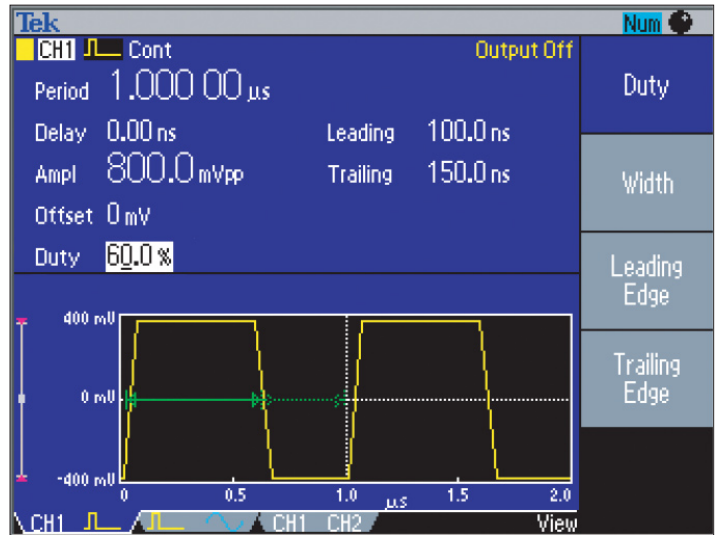 Tek Num
CH1 Cont Output Off
Period 1.000 00 µs
Delay 0.00 ns Leading 100.0 ns
Ampl 800.0 mVpp Trailing 150.0 ns
Offset 0 mV
Duty 60.0 %
Duty
Width
Leading
Edge
Trailing
Edge
400 mV
0 mV
-400 mV
0 0.5 1.0 µs 1.5 2.0
CH1 CH1 CH2 View